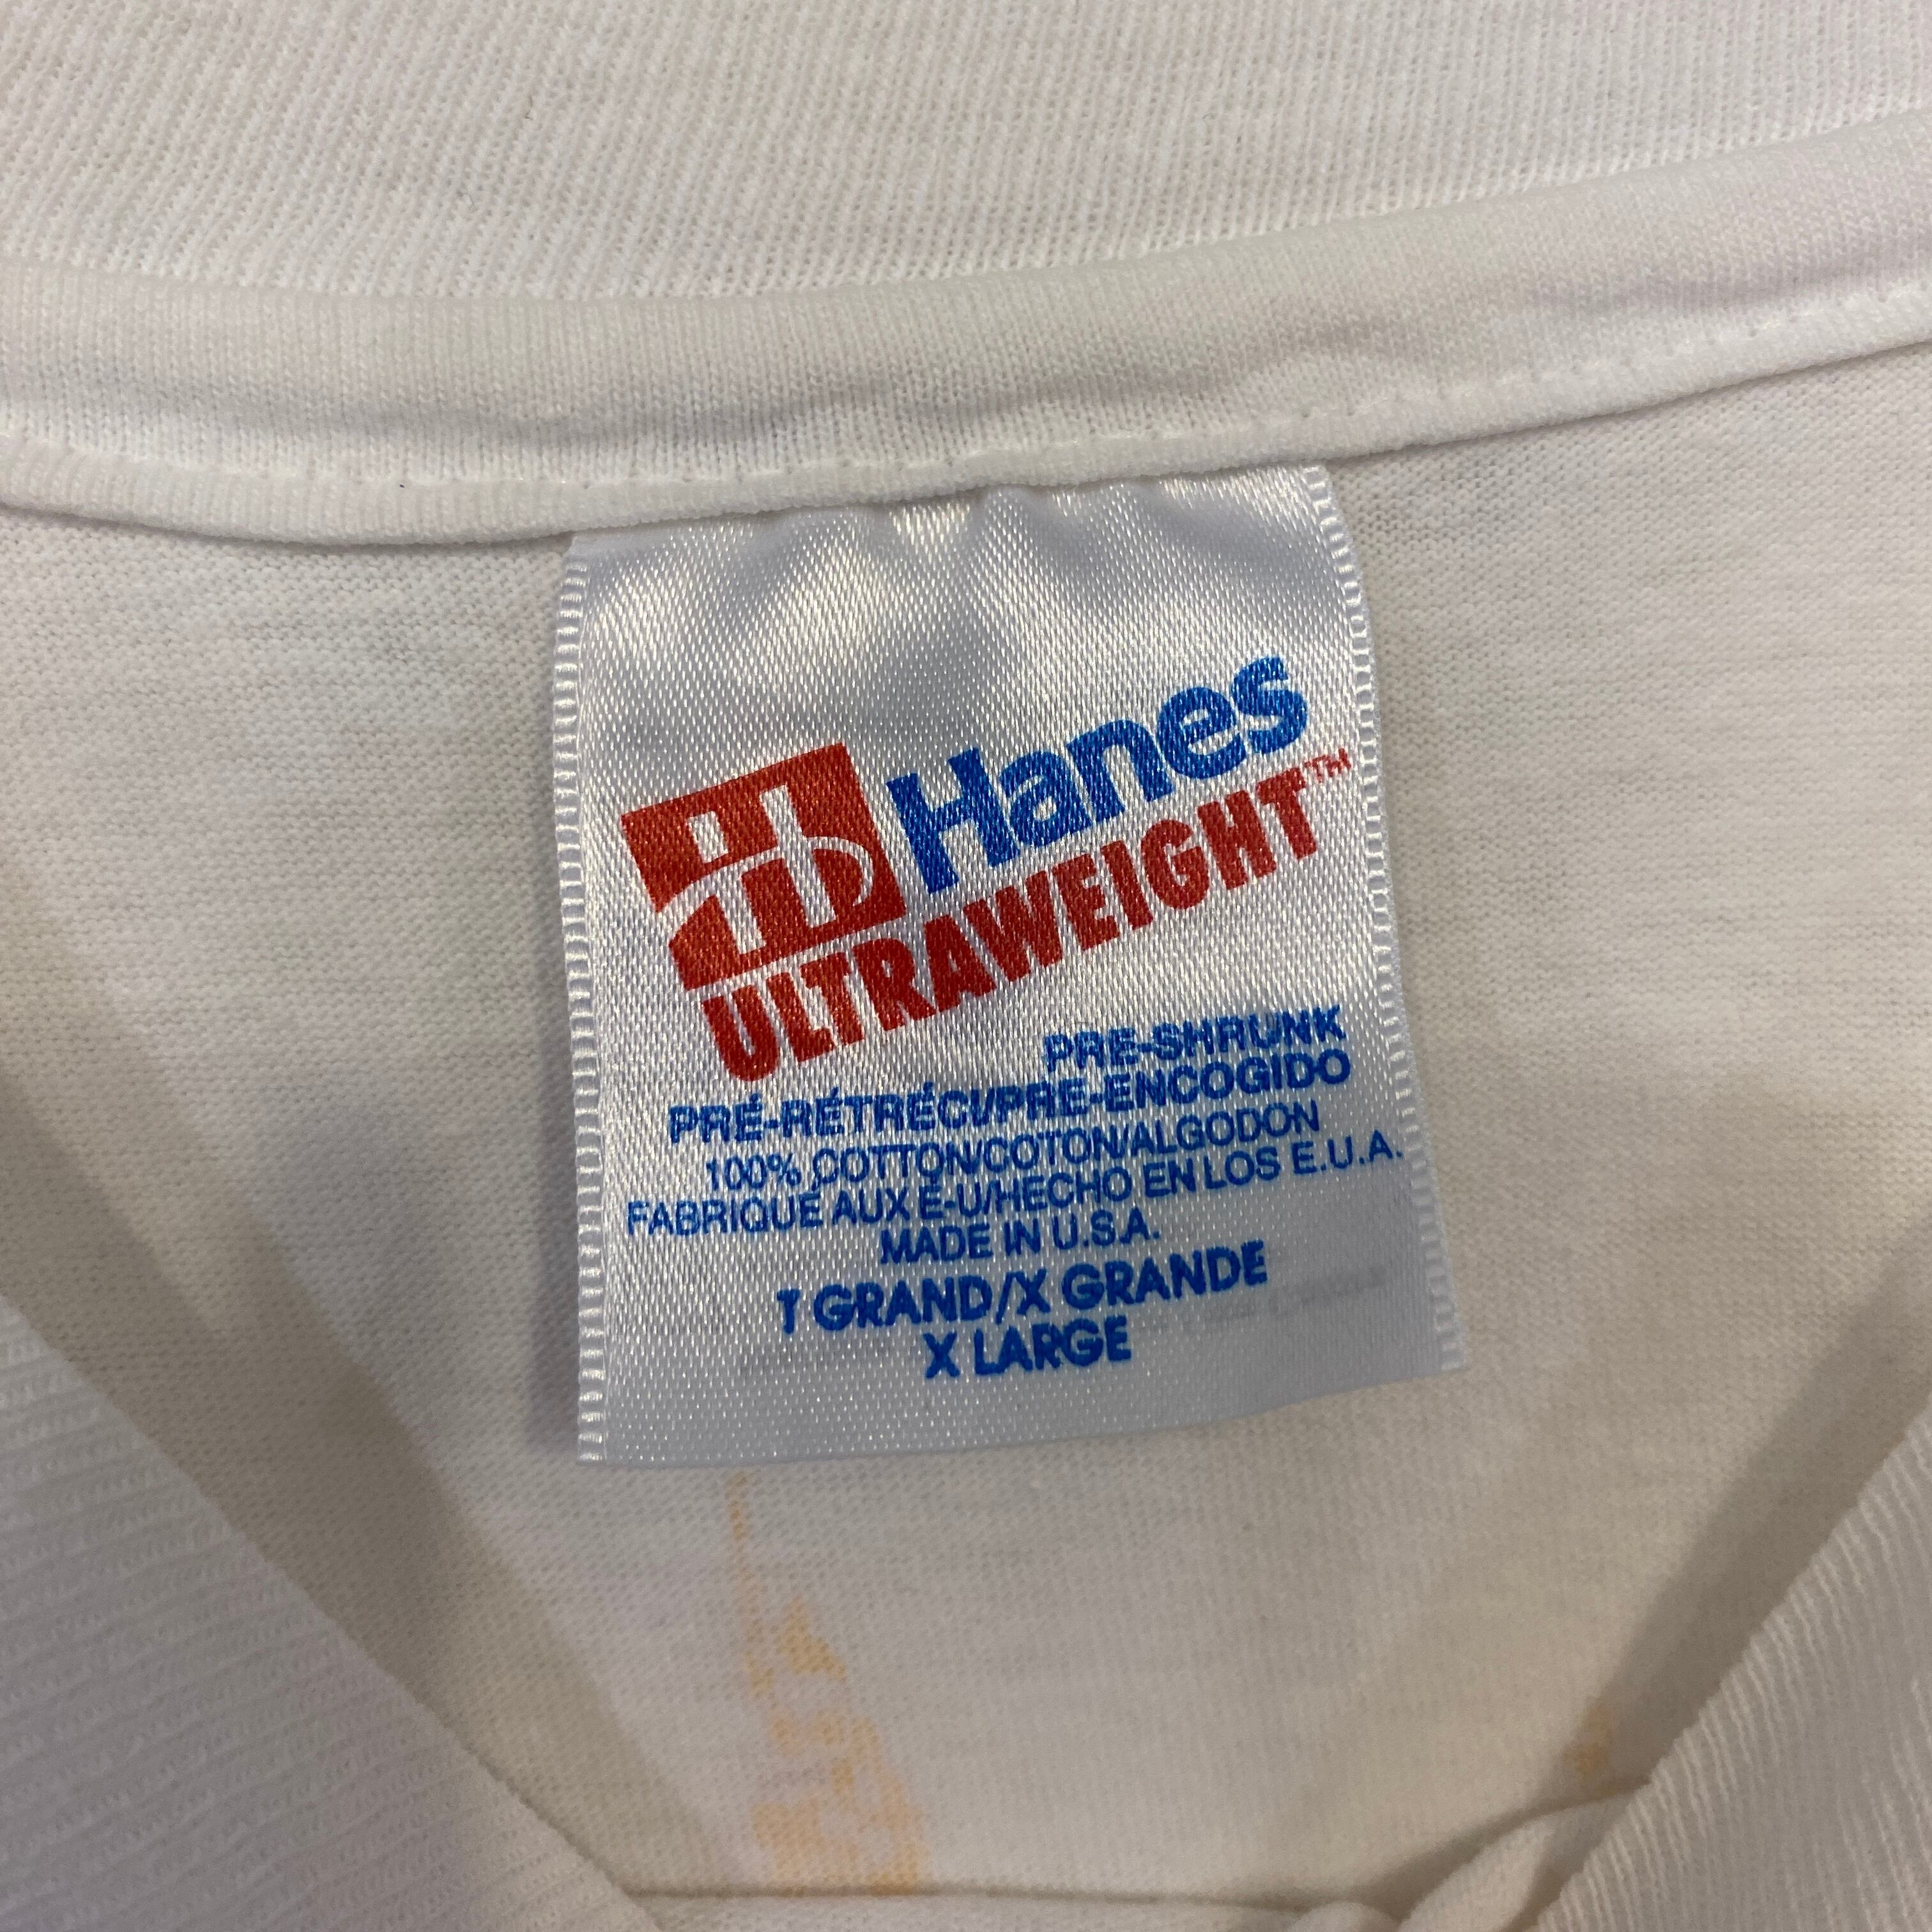 Hanes
ULTRAWEIGHT™
PRE-SHRUNK
PRÉ-RÉTRÉCI/PRE-ENCOGIDO
100% COTTON/COTON/ALGODON
FABRIQUÉ AUX É-U/HECHO EN LOS E.U.A.
MADE IN U.S.A.
T GRAND/X GRANDE
X LARGE